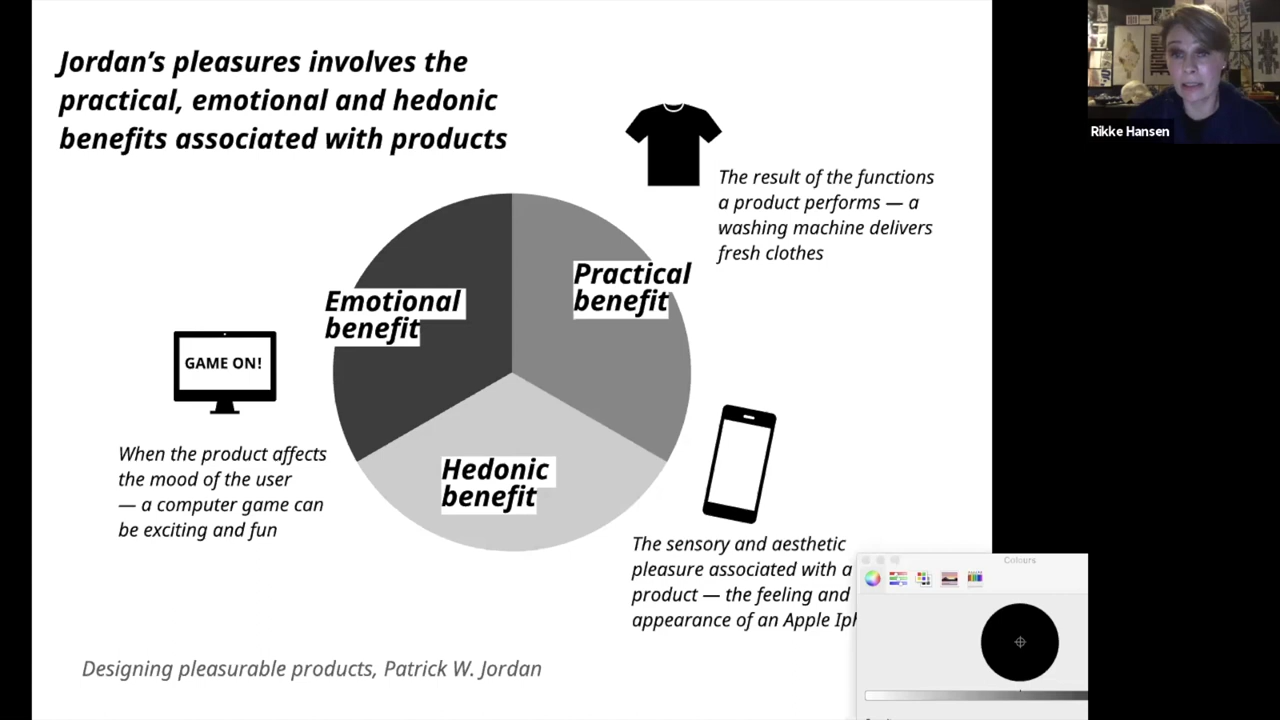 Jordan’s pleasures involves the
practical, emotional and hedonic
benefits associated with products
Rikke Hansen
The result of the functions
a product performs — a
washing machine delivers
fresh clothes
Practical
benefit
Emotional
benefit
GAME ON!
When the product affects
the mood of the user
— a computer game can
be exciting and fun
Hedonic
benefit
The sensory and aesthetic
pleasure associated with a
product — the feeling and
appearance of an Apple
Colours
Designing pleasurable products, Patrick W. Jordan